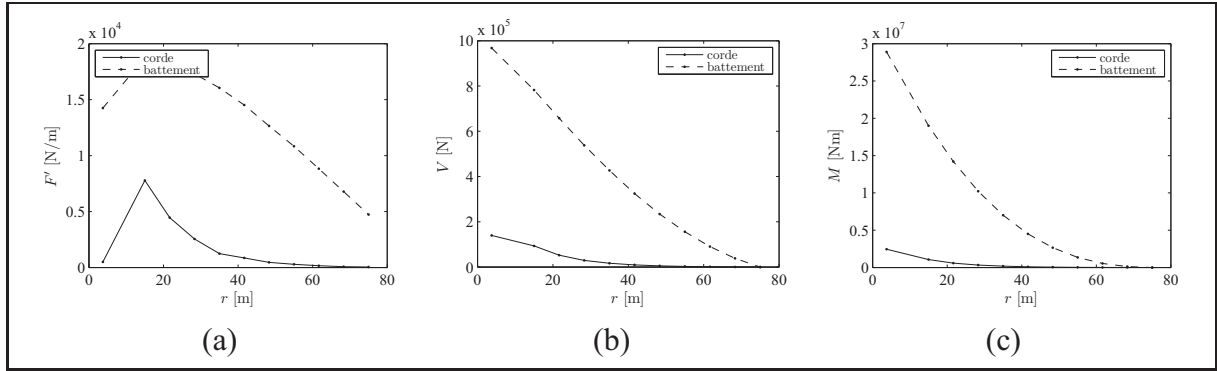 x 10^4
2
1.5
1
0.5
0
0 20 40 60 80
F′ [N/m]
r [m]
corde
battement
(a)
x 10^5
10
8
6
4
2
0
0 20 40 60 80
V [N]
r [m]
corde
battement
(b)
x 10^7
3
2.5
2
1.5
1
0.5
0
0 20 40 60 80
M [Nm]
r [m]
corde
battement
(c)